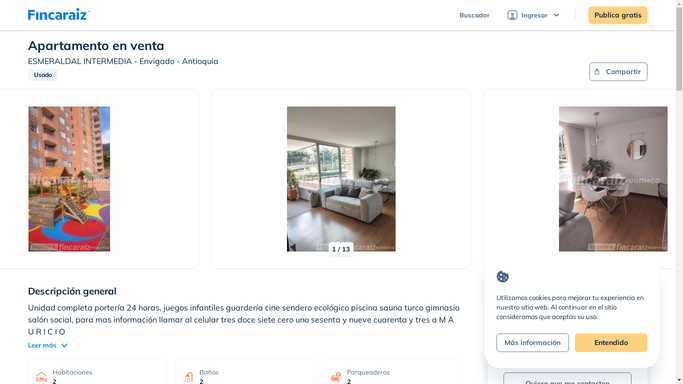 Fincaraiz
Buscador
Ingresar
Publica gratis
Apartamento en venta
ESMERALDAL INTERMEDIA - Envigado - Antioquia
Usado
Compartir
fincaraiz
fincaraiz
fincaraiz
fincaraiz
fincaraiz
fincaraiz
1 / 13
Descripción general
Unidad completa portería 24 horas, juegos infantiles guardería cine sendero ecológico piscina sauna turco gimnasio
salón social, para mas información llamar al celular tres doce siete cero uno sesenta y nueve cuarenta y tres a M A
U R I C I O
Leer más
Habitaciones
2
Baños
2
Parqueaderos
2
Utilizamos cookies para mejorar tu experiencia en
nuestro sitio web. Al continuar en el sitio
consideramos que aceptas su uso.
Más información
Entendido
Quiero que me contacten